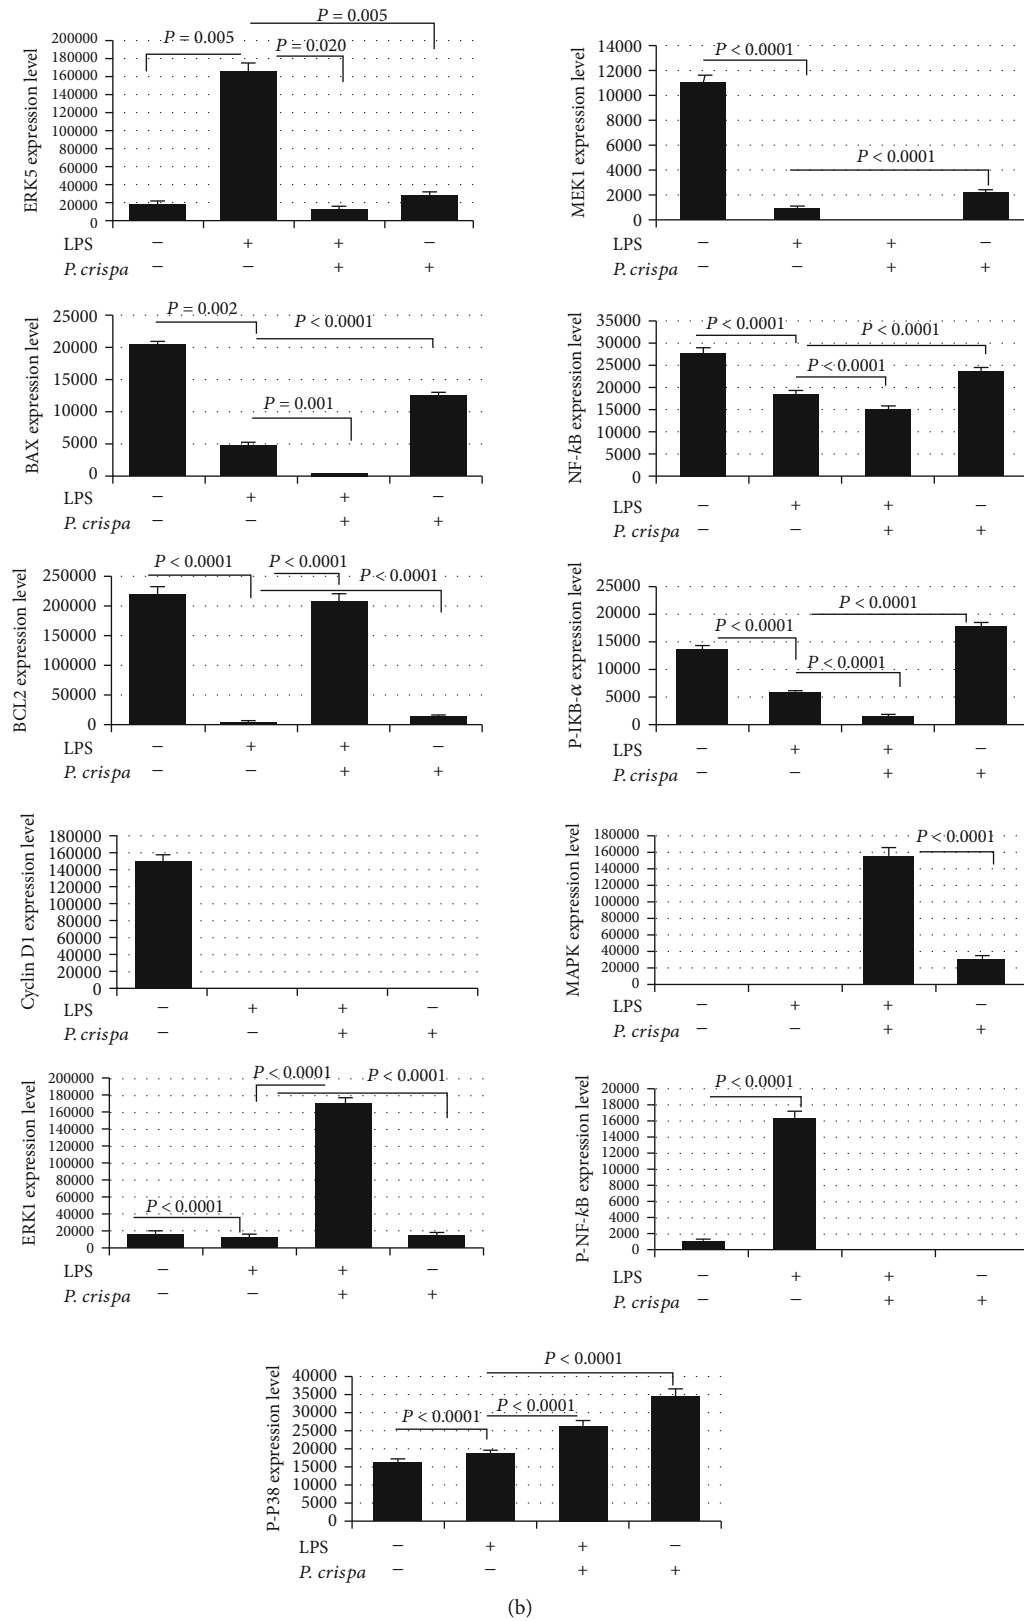 P = 0.005
P = 0.005
P = 0.020
ERK5 expression level
200000
180000
160000
140000
120000
100000
80000
60000
40000
20000
0
LPS – + + –
P. crispa – – + +
MEK1 expression level
14000
12000
10000
8000
6000
4000
2000
0
P < 0.0001
P < 0.0001
LPS – + + –
P. crispa – – + +
BAX expression level
25000
20000
15000
10000
5000
0
P = 0.002
P < 0.0001
P = 0.001
LPS – + + –
P. crispa – – + +
NF-kB expression level
35000
30000
25000
20000
15000
10000
5000
0
P < 0.0001
P < 0.0001
P < 0.0001
LPS – + + –
P. crispa – – + +
BCL2 expression level
250000
200000
150000
100000
50000
0
P < 0.0001
P < 0.0001
P < 0.0001
LPS – + + –
P. crispa – – + +
P-IKB-α expression level
25000
20000
15000
10000
5000
0
P < 0.0001
P < 0.0001
P < 0.0001
LPS – + + –
P. crispa – – + +
Cyclin D1 expression level
180000
160000
140000
120000
100000
80000
60000
40000
20000
0
LPS – + + –
P. crispa – – + +
MAPK expression level
180000
160000
140000
120000
100000
80000
60000
40000
20000
0
P < 0.0001
LPS – + + –
P. crispa – – + +
ERK1 expression level
200000
180000
160000
140000
120000
100000
80000
60000
40000
20000
0
P < 0.0001
P < 0.0001
P < 0.0001
LPS – + + –
P. crispa – – + +
P-NF-kB expression level
20000
18000
16000
14000
12000
10000
8000
6000
4000
2000
0
P < 0.0001
LPS – + + –
P. crispa – – + +
P-P38 expression level
40000
35000
30000
25000
20000
15000
10000
5000
0
P < 0.0001
P < 0.0001
P < 0.0001
LPS – + + –
P. crispa – – + +
(b)